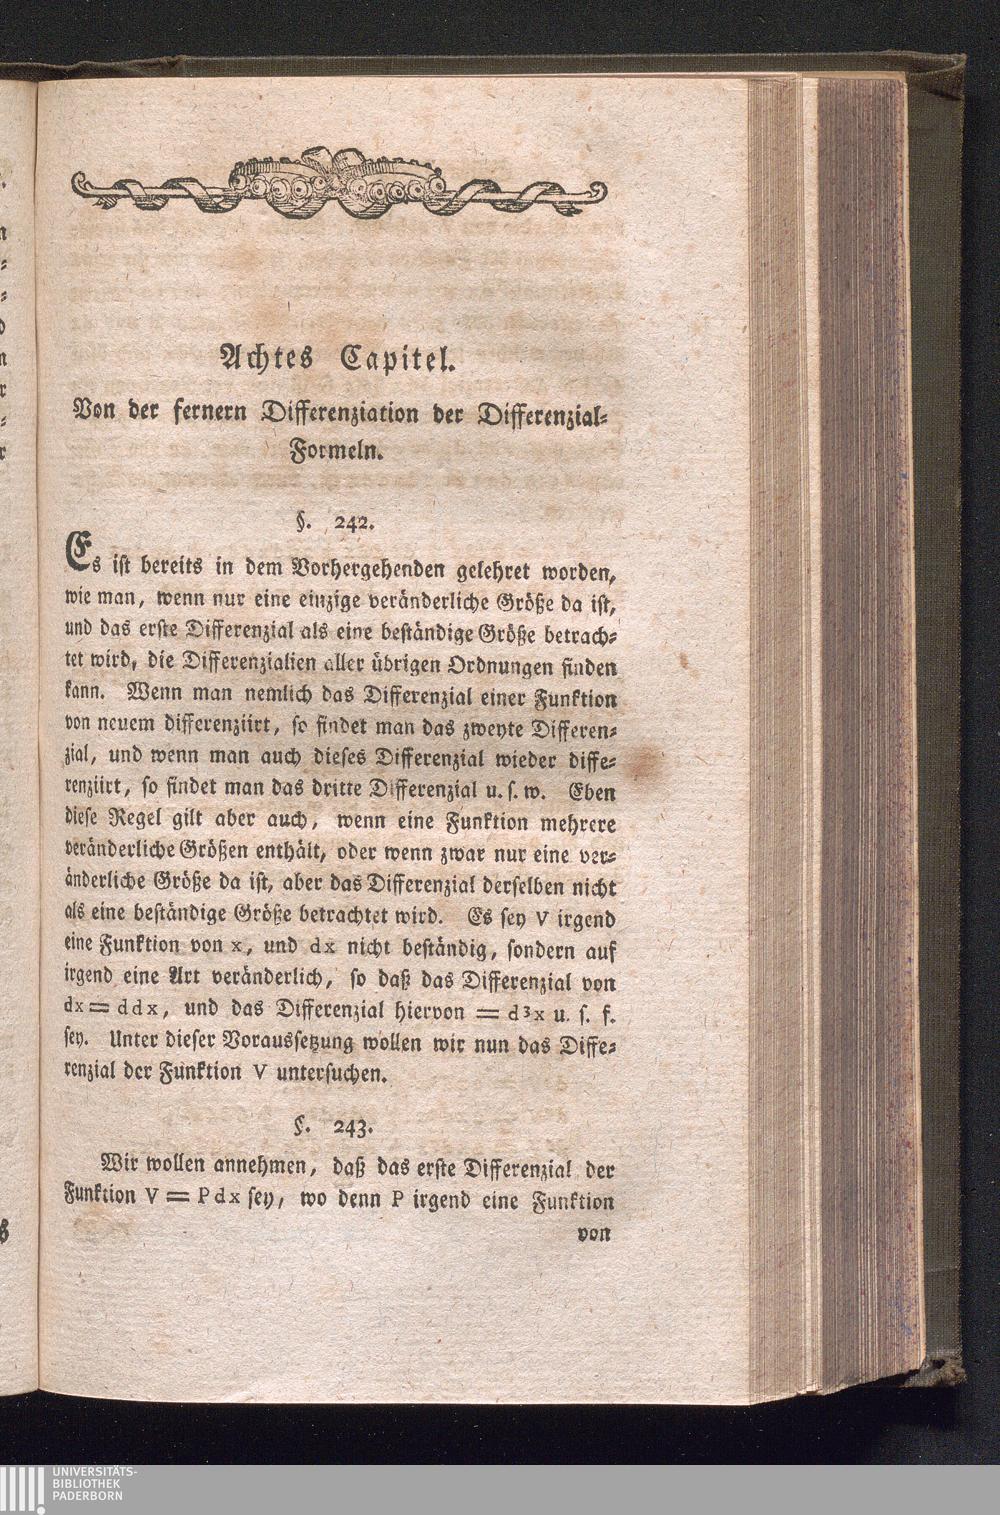 Achtes Capitel.
Von der fernern Differenziation der Differenzial-
Formeln.
§. 242.
Es ist bereits in dem Vorhergehenden gelehret worden,
wie man, wenn nur eine einzige veränderliche Größe da ist,
und das erste Differenzial als eine beständige Größe betrach-
tet wird, die Differenzialien aller übrigen Ordnungen finden
kann. Wenn man nemlich das Differenzial einer Funktion
von neuem differenziirt, so findet man das zweyte Differen-
zial, und wenn man auch dieses Differenzial wieder diffe-
renziirt, so findet man das dritte Differenzial u. s. w. Eben
diese Regel gilt aber auch, wenn eine Funktion mehrere
veränderliche Größen enthält, oder wenn zwar nur eine ver-
änderliche Größe da ist, aber das Differenzial derselben nicht
als eine beständige Größe betrachtet wird. Es sey V irgend
eine Funktion von x, und dx nicht beständig, sondern auf
irgend eine Art veränderlich, so daß das Differenzial von
dx = ddx, und das Differenzial hiervon = d³x u. s. f.
sey. Unter dieser Voraussetzung wollen wir nun das Diffe-
renzial der Funktion V untersuchen.
§. 243.
Wir wollen annehmen, daß das erste Differenzial der
Funktion V = Pdx sey, wo denn P irgend eine Funktion
von
UNIVERSITÄTS-
BIBLIOTHEK
PADERBORN